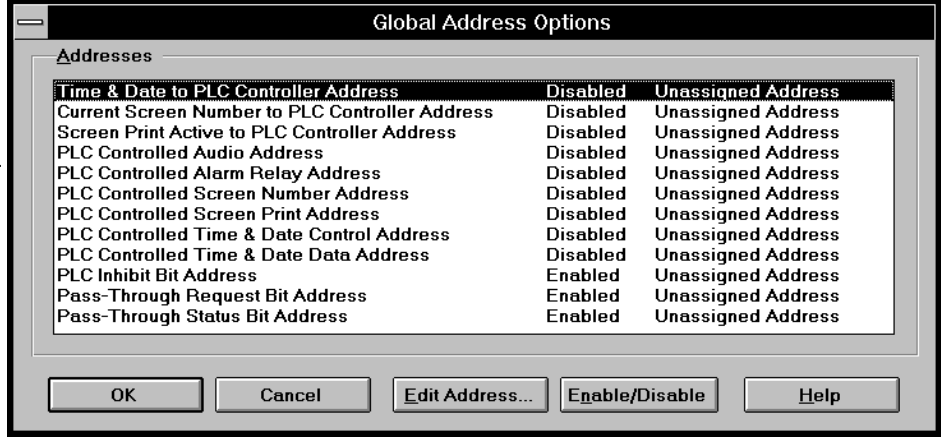 Global Address Options
Addresses
Time & Date to PLC Controller Address Disabled Unassigned Address
Current Screen Number to PLC Controller Address Disabled Unassigned Address
Screen Print Active to PLC Controller Address Disabled Unassigned Address
PLC Controlled Audio Address Disabled Unassigned Address
PLC Controlled Alarm Relay Address Disabled Unassigned Address
PLC Controlled Screen Number Address Disabled Unassigned Address
PLC Controlled Screen Print Address Disabled Unassigned Address
PLC Controlled Time & Date Control Address Disabled Unassigned Address
PLC Controlled Time & Date Data Address Disabled Unassigned Address
PLC Inhibit Bit Address Enabled Unassigned Address
Pass-Through Request Bit Address Enabled Unassigned Address
Pass-Through Status Bit Address Enabled Unassigned Address
OK Cancel Edit Address... Enable/Disable Help